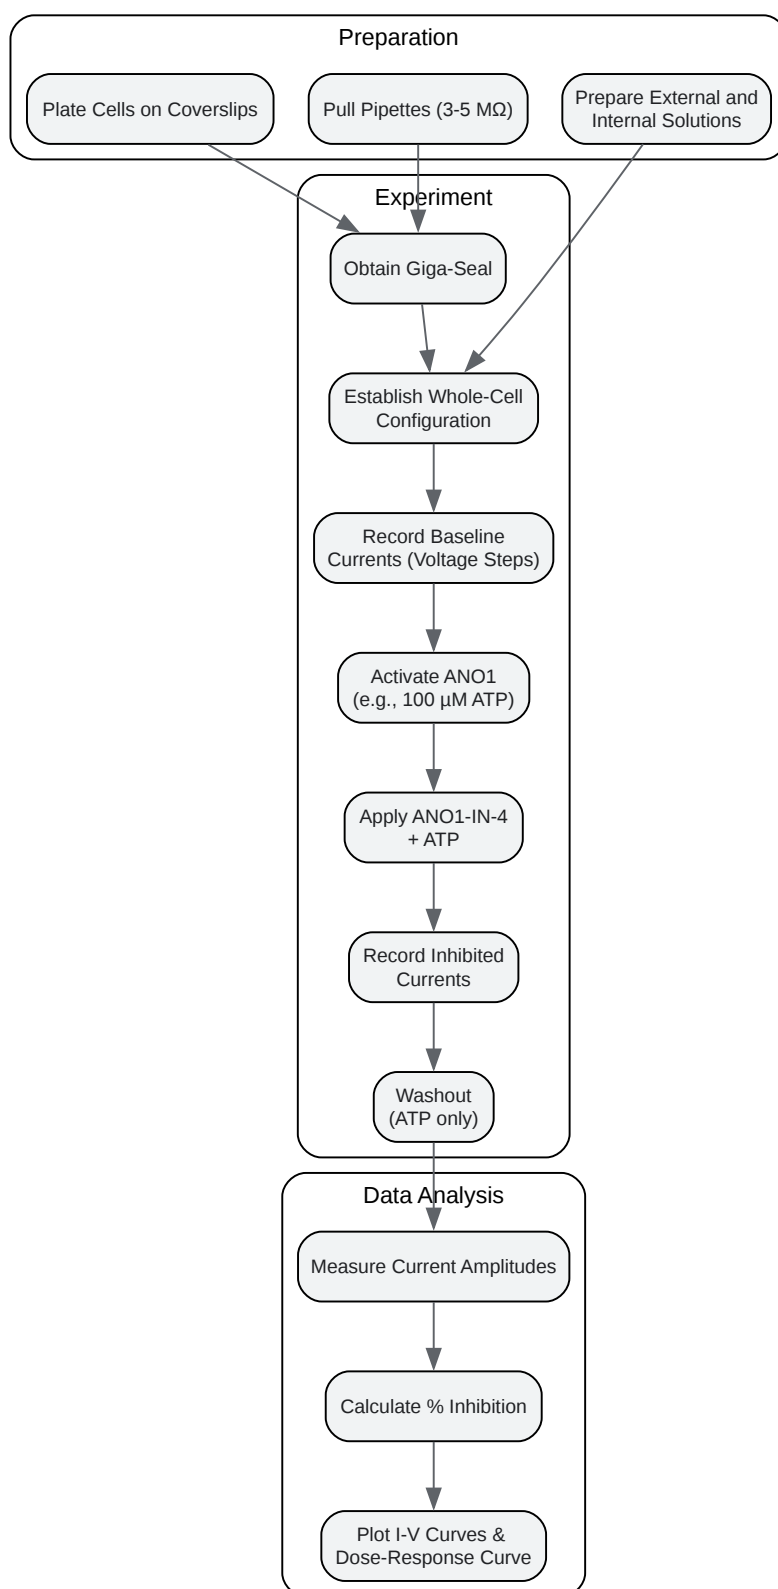 Preparation
Plate Cells on Coverslips
Pull Pipettes (3-5 MΩ)
Prepare External and
Internal Solutions
Experiment
Obtain Giga-Seal
Establish Whole-Cell
Configuration
Record Baseline
Currents (Voltage Steps)
Activate ANO1
(e.g., 100 µM ATP)
Apply ANO1-IN-4
+ ATP
Record Inhibited
Currents
Washout
(ATP only)
Data Analysis
Measure Current Amplitudes
Calculate % Inhibition
Plot I-V Curves &
Dose-Response Curve